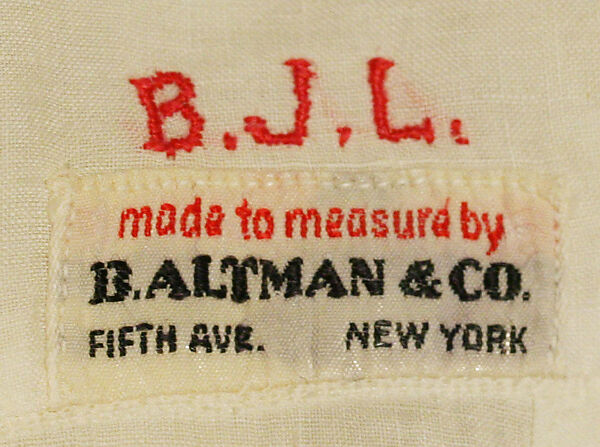 B.J.L.
made to measure by
B.ALTMAN & CO.
FIFTH AVE. NEW YORK